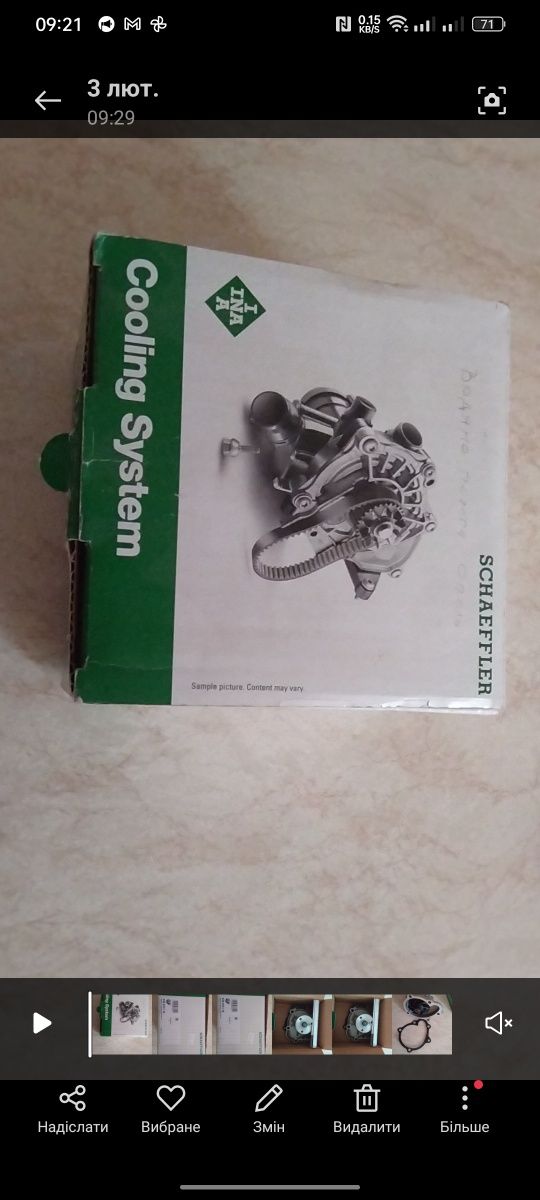 09:21
0.15
KB/S
71
3 лют.
09:29
Cooling System
I
INA
A
SCHAEFFLER
Sample picture. Content may vary.
Надіслати
Вибране
Змін
Видалити
Більше